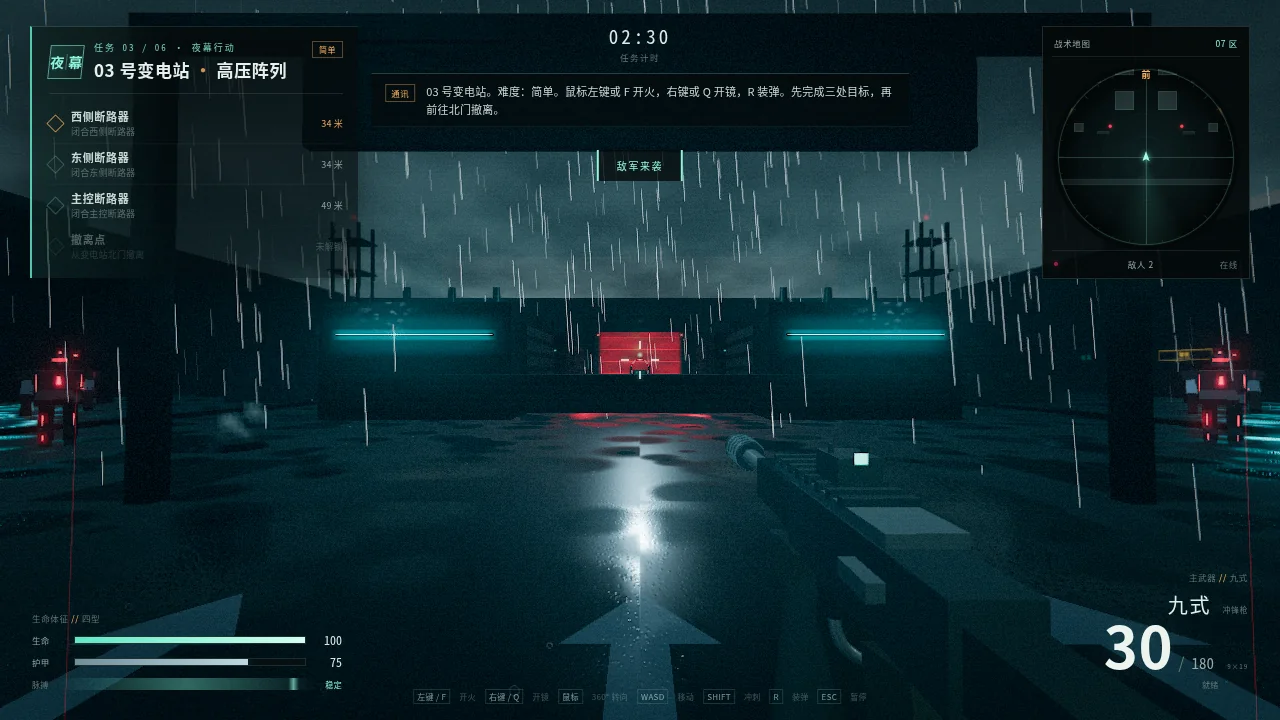 夜幕
任务 03 / 06 · 夜幕行动
简单
03 号变电站 · 高压阵列
西侧断路器
闭合西侧断路器
34 米
东侧断路器
闭合东侧断路器
34 米
主控断路器
闭合主控断路器
49 米
撤离点
从变电站北门撤离
02:30
任务计时
通讯
03 号变电站。难度：简单。鼠标左键或 F 开火，右键或 Q 开镜，R 装弹。先完成三处目标，再
前往北门撤离。
敌军来袭
战术地图
07 区
前
敌人 2
在线
生命体征 // 四型
生命
100
护甲
75
脉搏
稳定
左键 / F 开火 右键 / Q 开镜 鼠标 360° 转向 WASD 移动 SHIFT 冲刺 R 装弹 ESC 暂停
主武器 // 九式
九式 冲锋枪
30 / 180 9×19
就绪